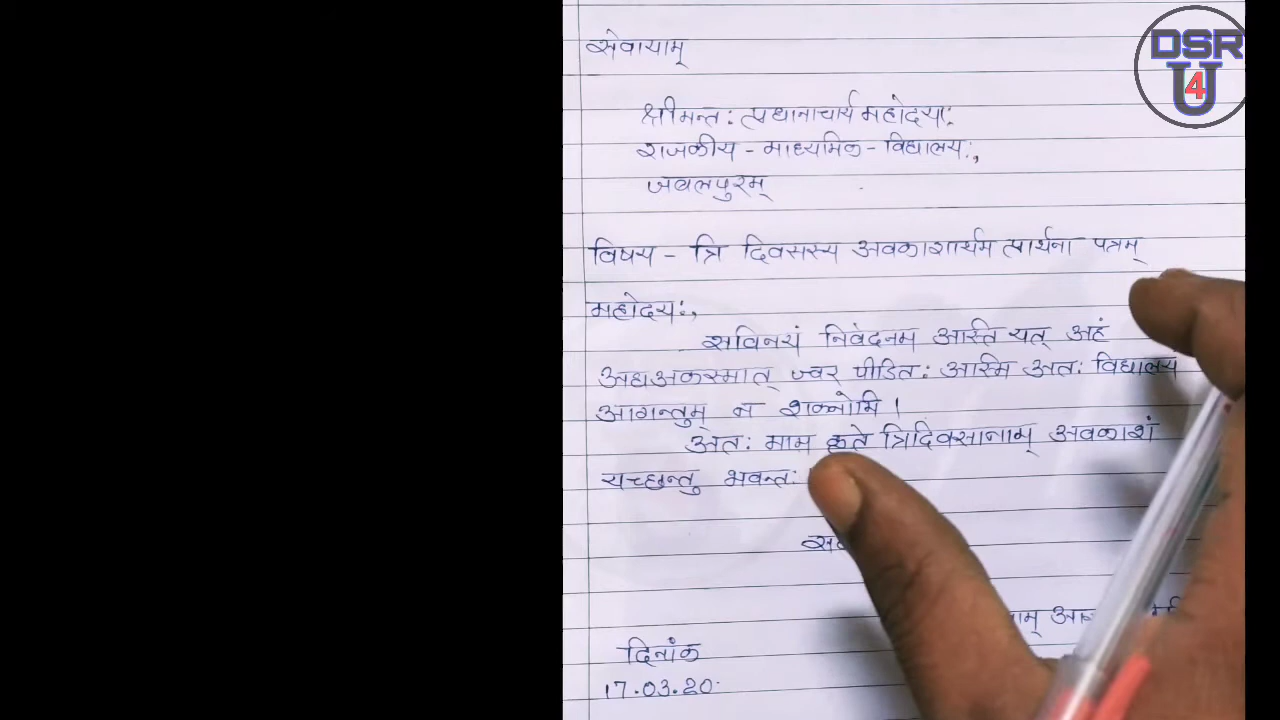 DSR
U
4
सेवायाम्
श्रीमन्तः प्रधानाचार्य महोदयाः
राजकीय - माध्यमिक - विद्यालयः,
जबलपुरम्
विषय - त्रि दिवसस्य अवकाशार्थम प्रार्थना पत्रम्
महोदयः,
सविनयं निवेदनम अस्ति यत् अहं
अद्य अकस्मात् ज्वर पीडितः अस्मि अतः विद्यालय
आगन्तुम् न शक्नोमि ।
अतः माम कृते त्रिदिवसानाम् अवकाशं
यच्छन्तु भवन्तः
दिनांक
17.03.20